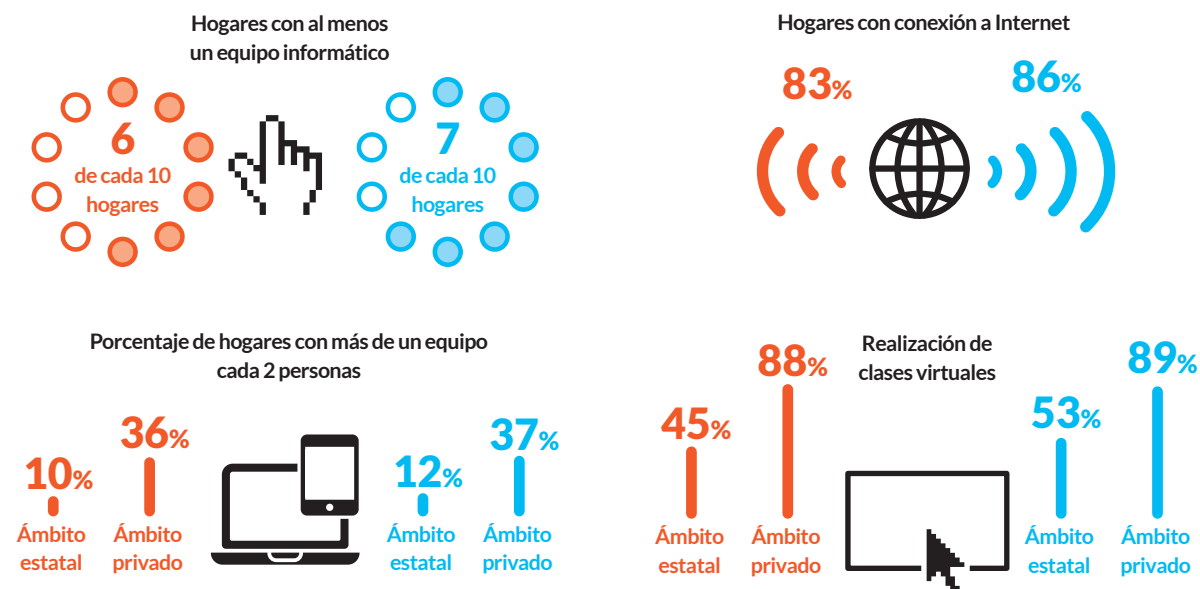 Hogares con al menos
un equipo informático
6
de cada 10
hogares
7
de cada 10
hogares
Hogares con conexión a Internet
83%
86%
Porcentaje de hogares con más de un equipo
cada 2 personas
10%
Ámbito
estatal
36%
Ámbito
privado
12%
Ámbito
estatal
37%
Ámbito
privado
Realización de
clases virtuales
45%
Ámbito
estatal
88%
Ámbito
privado
53%
Ámbito
estatal
89%
Ámbito
privado